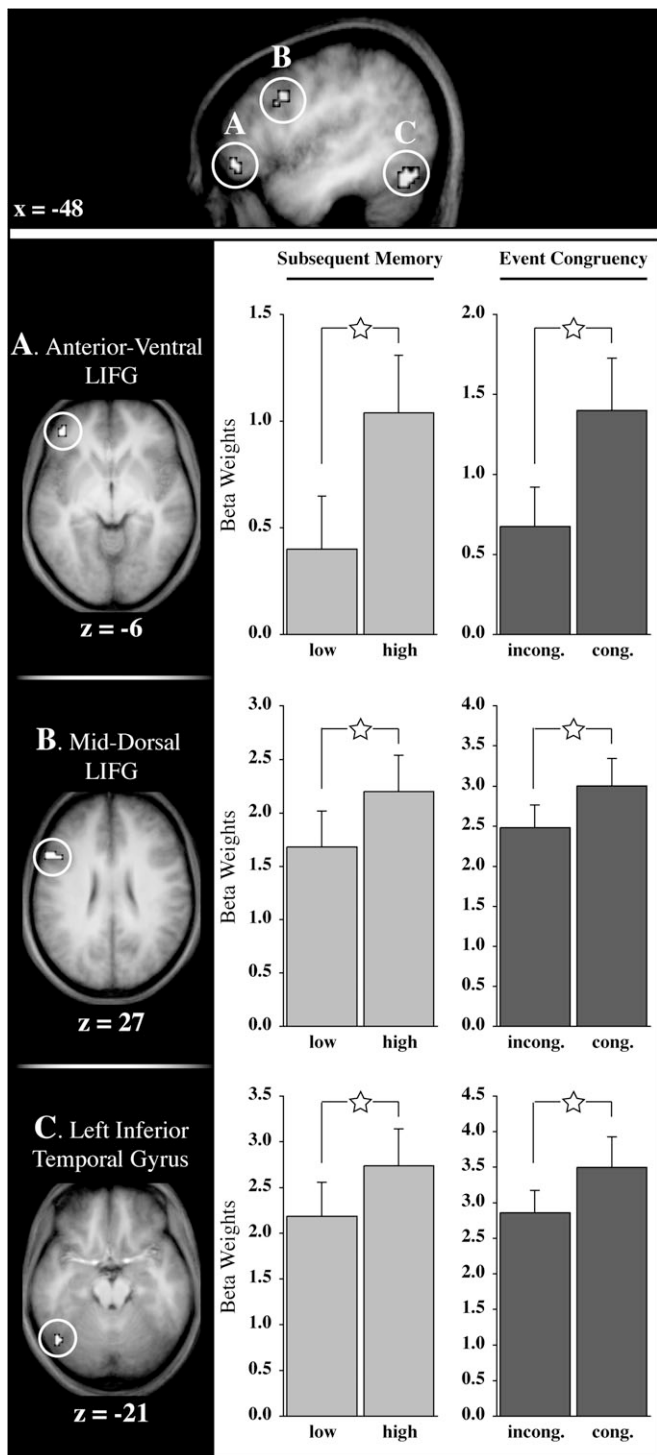 B
A
C
x = -48
Subsequent Memory
Event Congruency
A. Anterior-Ventral
LIFG
z = -6
Beta Weights
1.5
1.0
0.5
0.0
low high
2.0
1.5
1.0
0.5
0.0
incong. cong.
B. Mid-Dorsal
LIFG
z = 27
Beta Weights
3.0
2.5
2.0
1.5
1.0
0.5
0.0
low high
4.0
3.5
3.0
2.5
2.0
1.5
1.0
0.5
0.0
incong. cong.
C. Left Inferior
Temporal Gyrus
z = -21
Beta Weights
3.5
3.0
2.5
2.0
1.5
1.0
0.5
0.0
low high
4.5
4.0
3.5
3.0
2.5
2.0
1.5
1.0
0.5
0.0
incong. cong.